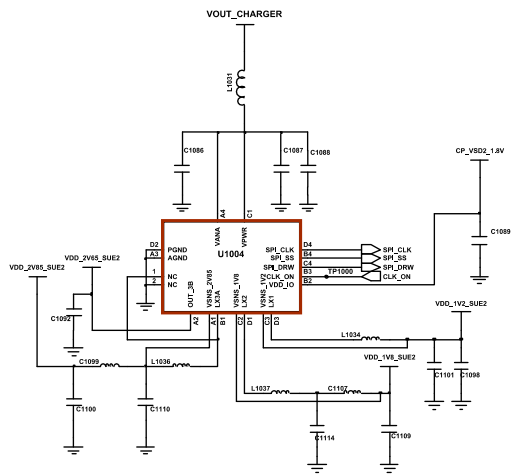 VOUT_CHARGER
L1031
C1086
C1087
C1088
CP_VSD2_1.8V
C1089
A4
C1
VANA
VPWR
U1004
D2
PGND
A3
AGND
1
NC
2
NC
SPI_CLK
D4
SPI_CLK
SPI_SS
B4
SPI_SS
SPI_DRW
C4
SPI_DRW
CLK_ON
B3
TP1000
CLK_ON
VDD_IO
B2
OUT_3B
VSNS_2V85
LX3A
VSNS_1V8
LX2
VSNS_1V2
LX1
A2
A1
B1
C2
D1
C3
D3
VDD_2V65_SUE2
VDD_2V85_SUE2
C1092
C1099
L1036
C1100
C1110
VDD_1V2_SUE2
L1034
C1101
C1098
VDD_1V8_SUE2
L1037
C1107
C1114
C1109